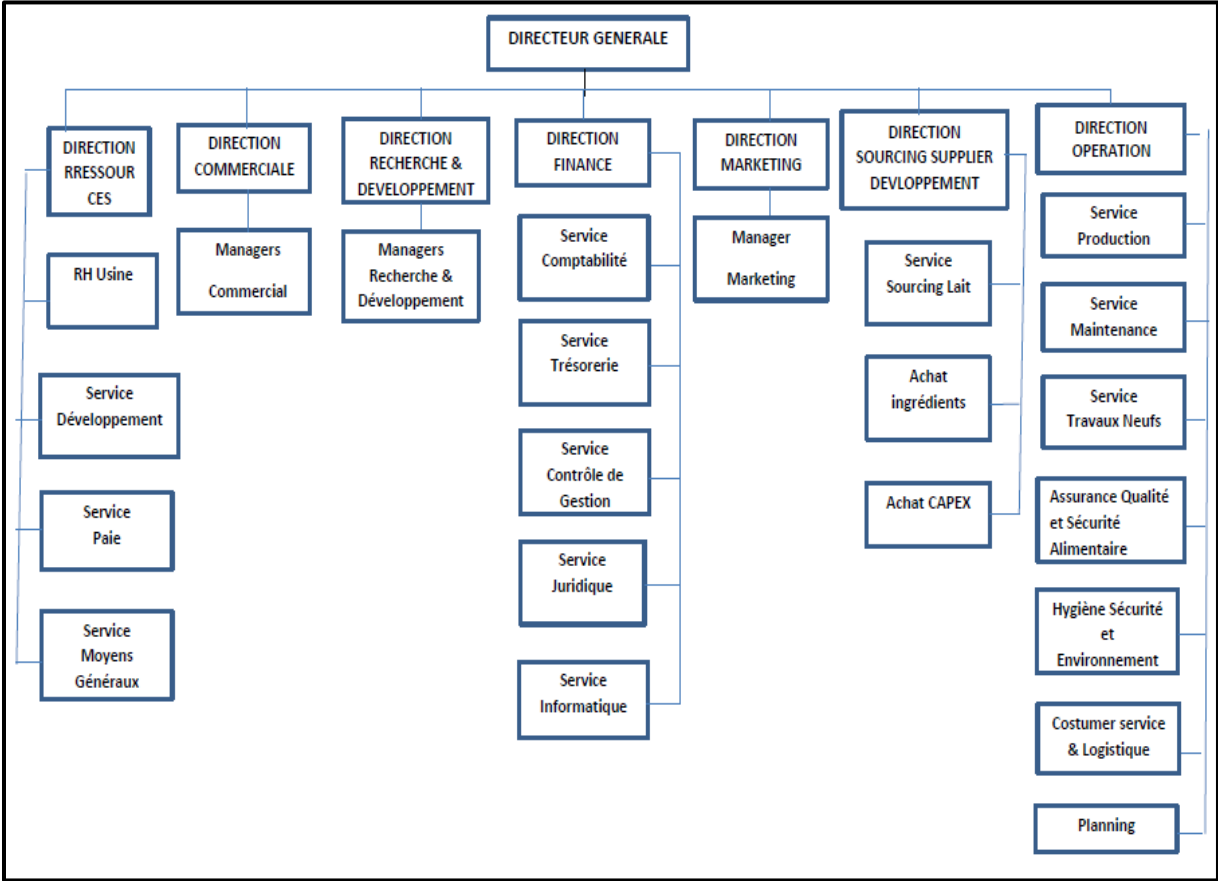 DIRECTEUR GENERALE
DIRECTION
RRESSOUR
CES
DIRECTION
COMMERCIALE
DIRECTION
RECHERCHE &
DEVELOPPEMENT
DIRECTION
FINANCE
DIRECTION
MARKETING
DIRECTION
SOURCING SUPPLIER
DEVLOPPEMENT
DIRECTION
OPERATION
RH Usine
Service
Développement
Service
Paie
Service
Moyens
Généraux
Managers
Commercial
Managers
Recherche &
Développement
Service
Comptabilité
Service
Trésorerie
Service
Contrôle de
Gestion
Service
Juridique
Service
Informatique
Manager
Marketing
Service
Sourcing Lait
Achat
ingrédients
Achat CAPEX
Service
Production
Service
Maintenance
Service
Travaux Neufs
Assurance Qualité
et Sécurité
Alimentaire
Hygiène Sécurité
et
Environnement
Costumer service
& Logistique
Planning